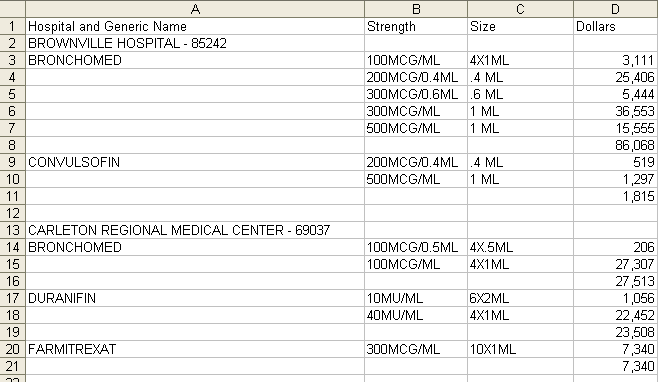 A B C D
1 Hospital and Generic Name Strength Size Dollars
2 BROWNVILLE HOSPITAL - 85242
3 BRONCHOMED 100MCG/ML 4X1ML 3,111
4 200MCG/0.4ML .4 ML 25,406
5 300MCG/0.6ML .6 ML 5,444
6 300MCG/ML 1 ML 36,553
7 500MCG/ML 1 ML 15,555
8 86,068
9 CONVULSOFIN 200MCG/0.4ML .4 ML 519
10 500MCG/ML 1 ML 1,297
11 1,815
12
13 CARLETON REGIONAL MEDICAL CENTER - 69037
14 BRONCHOMED 100MCG/0.5ML 4X.5ML 206
15 100MCG/ML 4X1ML 27,307
16 27,513
17 DURANIFIN 10MU/ML 6X2ML 1,056
18 40MU/ML 4X1ML 22,452
19 23,508
20 FARMITREXAT 300MCG/ML 10X1ML 7,340
21 7,340